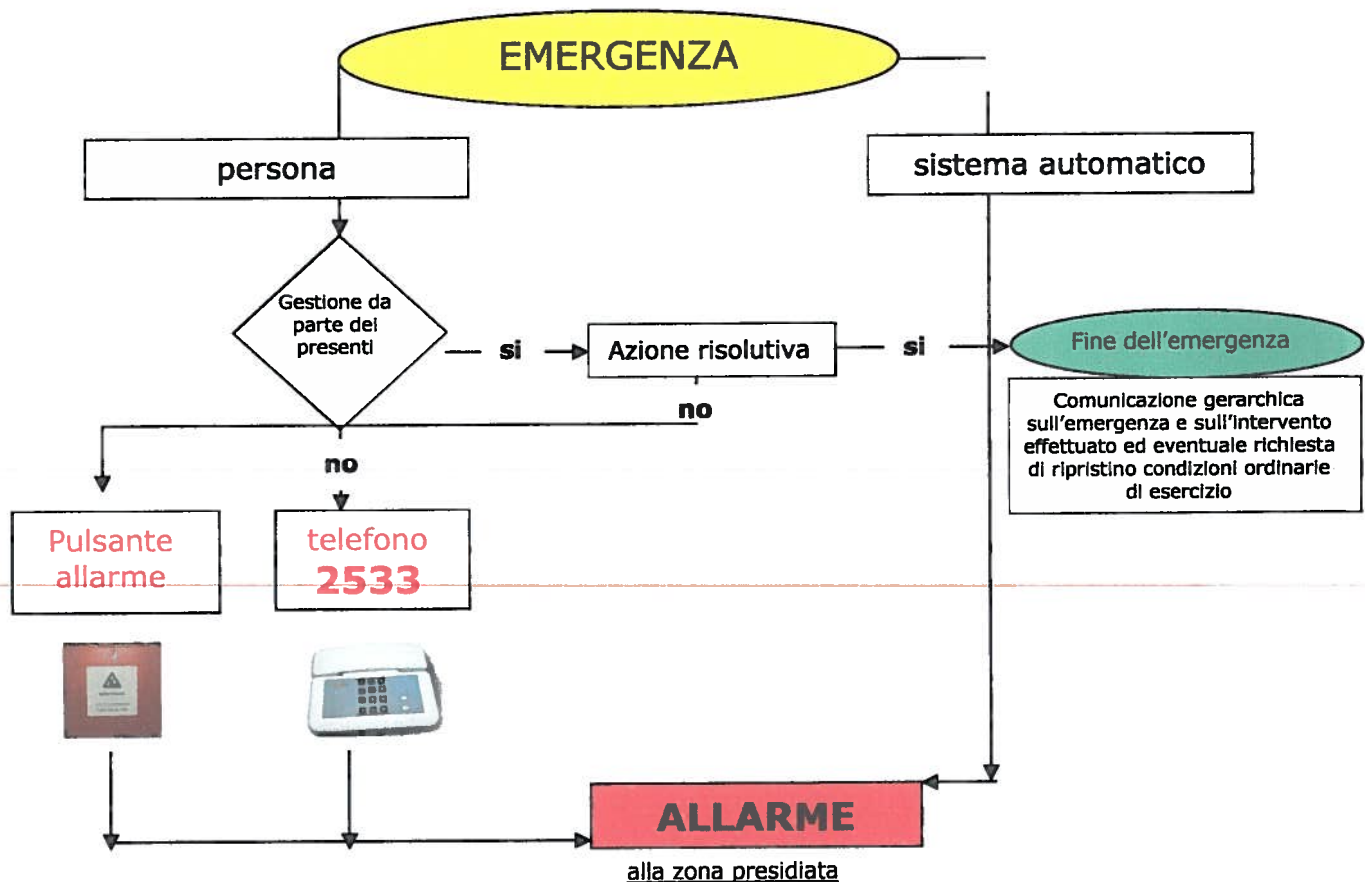 EMERGENZA
persona
sistema automatico
Gestione da
parte dei
presenti
si
Azione risolutiva
si
Fine dell'emergenza
no
Comunicazione gerarchica
sull'emergenza e sull'intervento
effettuato ed eventuale richiesta
di ripristino condizioni ordinarie
di esercizio
no
Pulsante
allarme
telefono
2533
ALLARME
alla zona presidiata